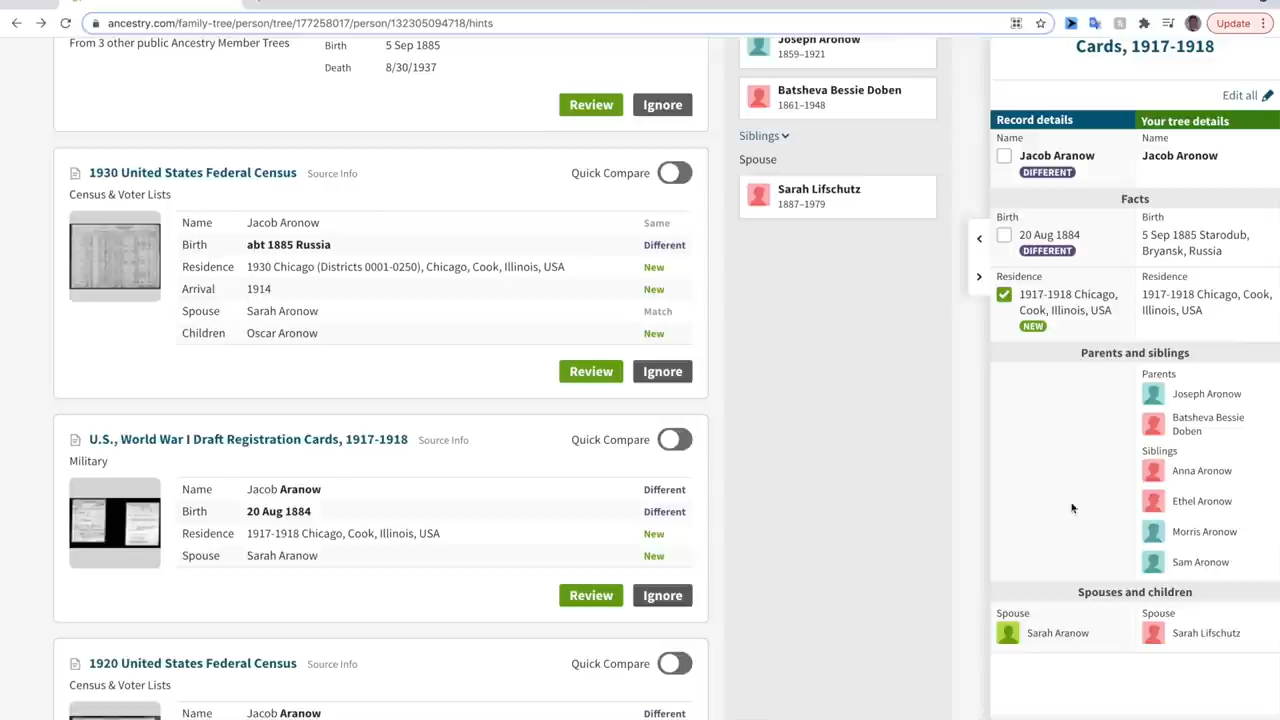 ancestry.com/family-tree/person/tree/177258017/person/132305094718/hints
Update
From 3 other public Ancestry Member Trees
Birth 5 Sep 1885
Death 8/30/1937
Review Ignore
1930 United States Federal Census Source Info Quick Compare
Census & Voter Lists
Name Jacob Aronow Same
Birth abt 1885 Russia Different
Residence 1930 Chicago (Districts 0001-0250), Chicago, Cook, Illinois, USA New
Arrival 1914 New
Spouse Sarah Aronow Match
Children Oscar Aronow New
Review Ignore
U.S., World War I Draft Registration Cards, 1917-1918 Source Info Quick Compare
Military
Name Jacob Aranow Different
Birth 20 Aug 1884 Different
Residence 1917-1918 Chicago, Cook, Illinois, USA New
Spouse Sarah Aranow New
Review Ignore
1920 United States Federal Census Source Info Quick Compare
Census & Voter Lists
Name Jacob Aranow Different
Joseph Aronow
1859–1921
Batsheva Bessie Doben
1861–1948
Siblings
Spouse
Sarah Lifschutz
1887–1979
Cards, 1917-1918
Edit all
Record details Your tree details
Name Name
Jacob Aranow Jacob Aronow
DIFFERENT
Facts
Birth Birth
20 Aug 1884 5 Sep 1885 Starodub,
DIFFERENT Bryansk, Russia
Residence Residence
1917-1918 Chicago, 1917-1918 Chicago, Cook,
Cook, Illinois, USA Illinois, USA
NEW
Parents and siblings
Parents
Joseph Aronow
Batsheva Bessie
Doben
Siblings
Anna Aronow
Ethel Aronow
Morris Aronow
Sam Aronow
Spouses and children
Spouse Spouse
Sarah Aranow Sarah Lifschutz